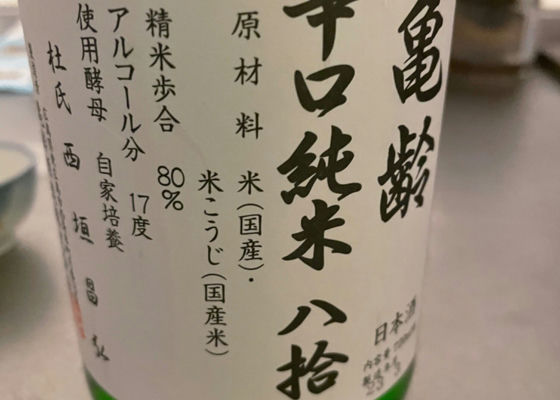 亀齢
日本酒
辛口純米 八拾
原材料 米(国産)・
米こうじ(国産米)
精米歩合 80%
アルコール分 17度
使用酵母 自家培養
杜氏 西垣昌弘